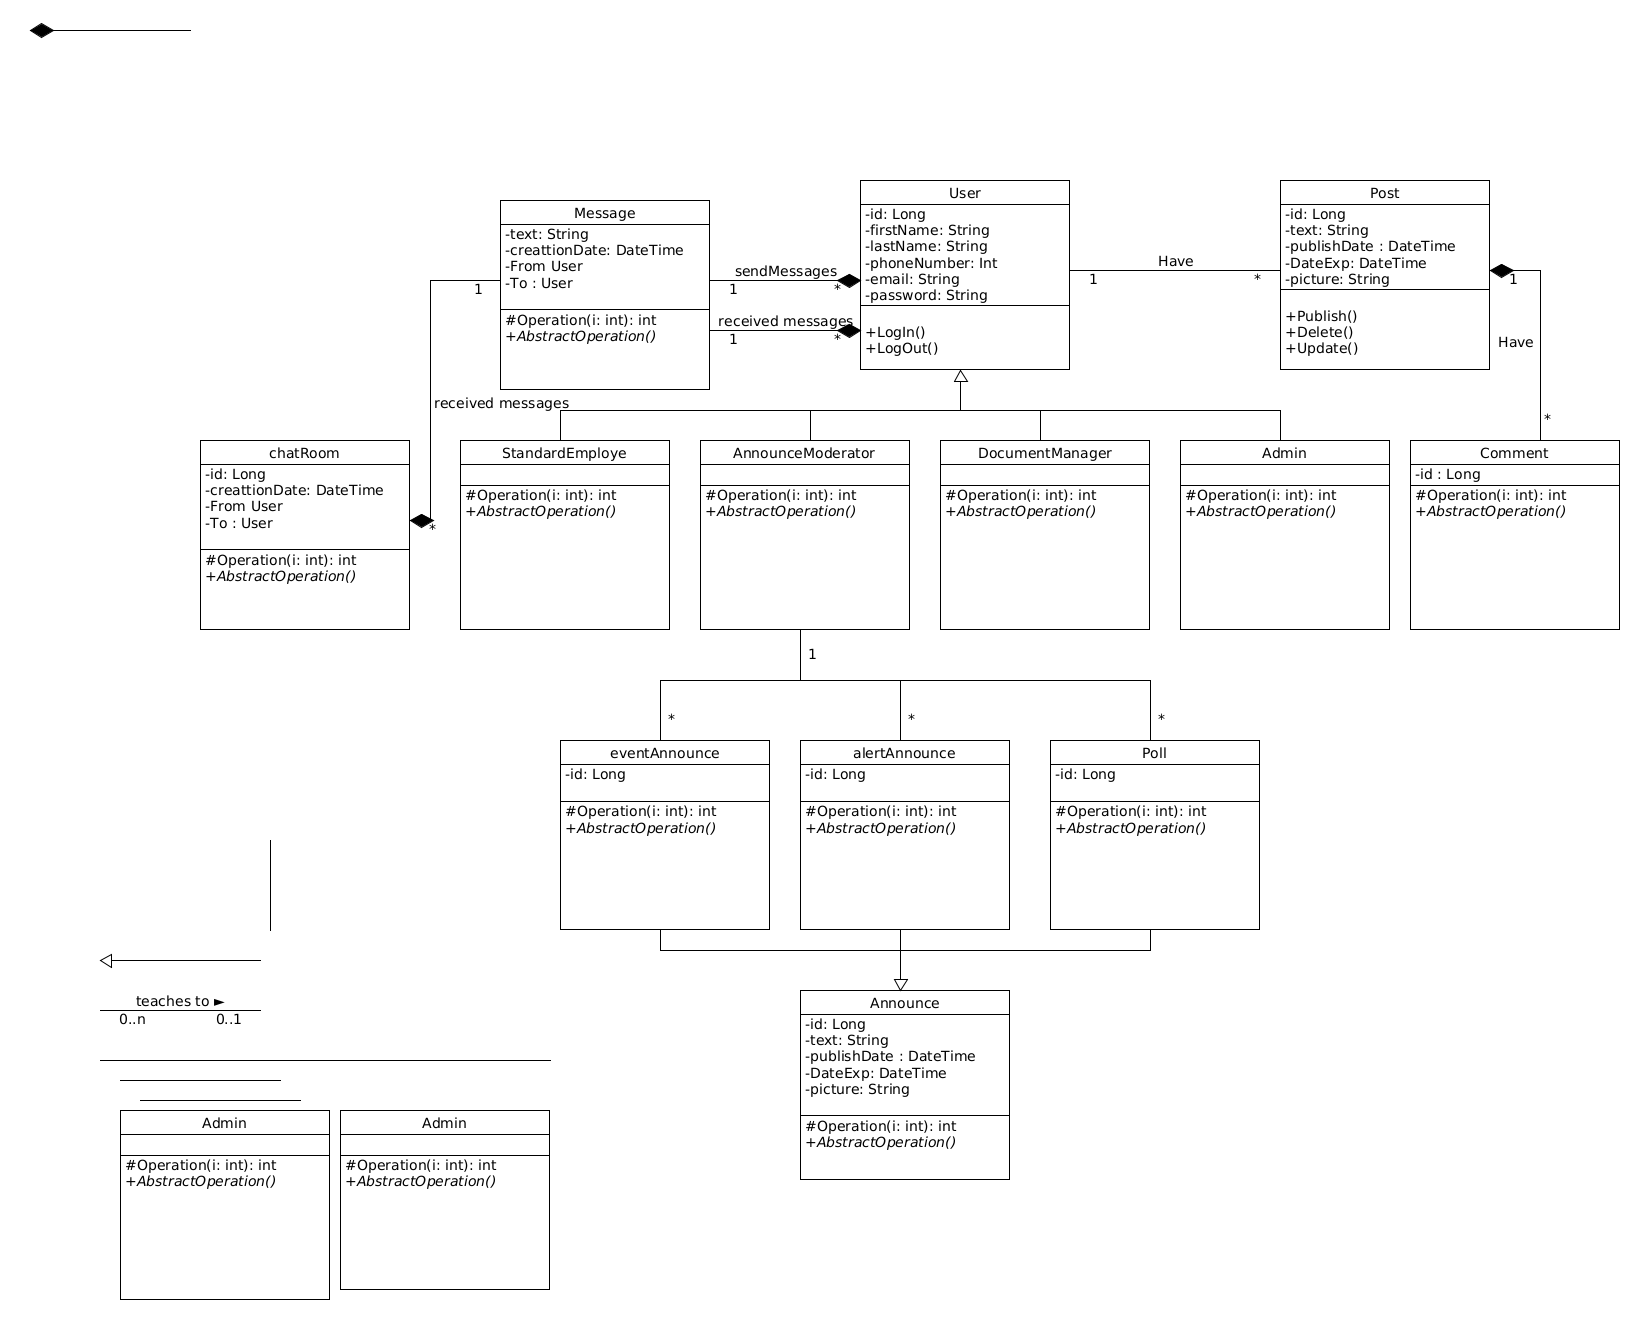 User
-id: Long
-firstName: String
-lastName: String
-phoneNumber: Int
-email: String
-password: String
+LogIn()
+LogOut()
Post
-id: Long
-text: String
-publishDate : DateTime
-DateExp: DateTime
-picture: String
+Publish()
+Delete()
+Update()
Message
-text: String
-creattionDate: DateTime
-From User
-To : User
#Operation(i: int): int
+AbstractOperation()
sendMessages
1
*
received messages
1
*
Have
1
*
1
Have
*
1
received messages
*
chatRoom
-id: Long
-creattionDate: DateTime
-From User
-To : User
#Operation(i: int): int
+AbstractOperation()
StandardEmploye
#Operation(i: int): int
+AbstractOperation()
AnnounceModerator
#Operation(i: int): int
+AbstractOperation()
DocumentManager
#Operation(i: int): int
+AbstractOperation()
Admin
#Operation(i: int): int
+AbstractOperation()
Comment
-id : Long
#Operation(i: int): int
+AbstractOperation()
1
*
*
*
eventAnnounce
-id: Long
#Operation(i: int): int
+AbstractOperation()
alertAnnounce
-id: Long
#Operation(i: int): int
+AbstractOperation()
Poll
-id: Long
#Operation(i: int): int
+AbstractOperation()
teaches to ►
0..n
0..1
Announce
-id: Long
-text: String
-publishDate : DateTime
-DateExp: DateTime
-picture: String
#Operation(i: int): int
+AbstractOperation()
Admin
#Operation(i: int): int
+AbstractOperation()
Admin
#Operation(i: int): int
+AbstractOperation()